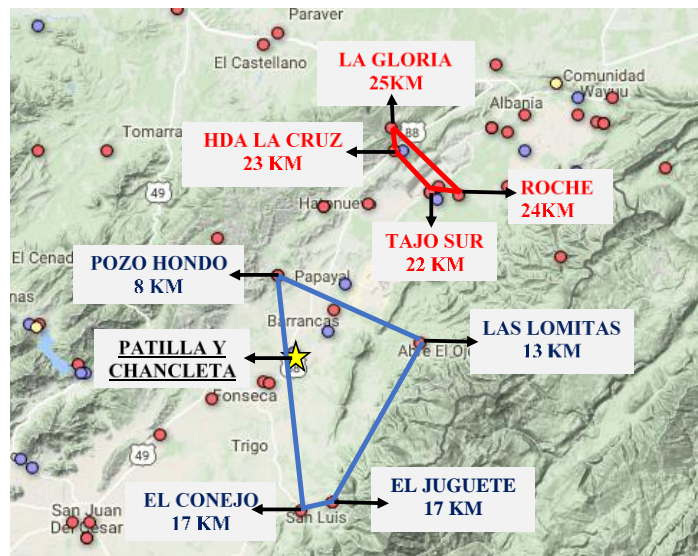 Paraver
El Castellano
LA GLORIA
25KM
Comunidad
Wayuu
Albania
88
Tomarra
HDA LA CRUZ
23 KM
49
ROCHE
24KM
TAJO SUR
22 KM
El Cenad
POZO HONDO
8 KM
Papayal
nas
Barrancas
LAS LOMITAS
13 KM
PATILLA Y
CHANCLETA
Abre El Oj
Fonseca
Trigo
49
EL JUGUETE
17 KM
EL CONEJO
17 KM
San Luis
San Juan
Del Cesar